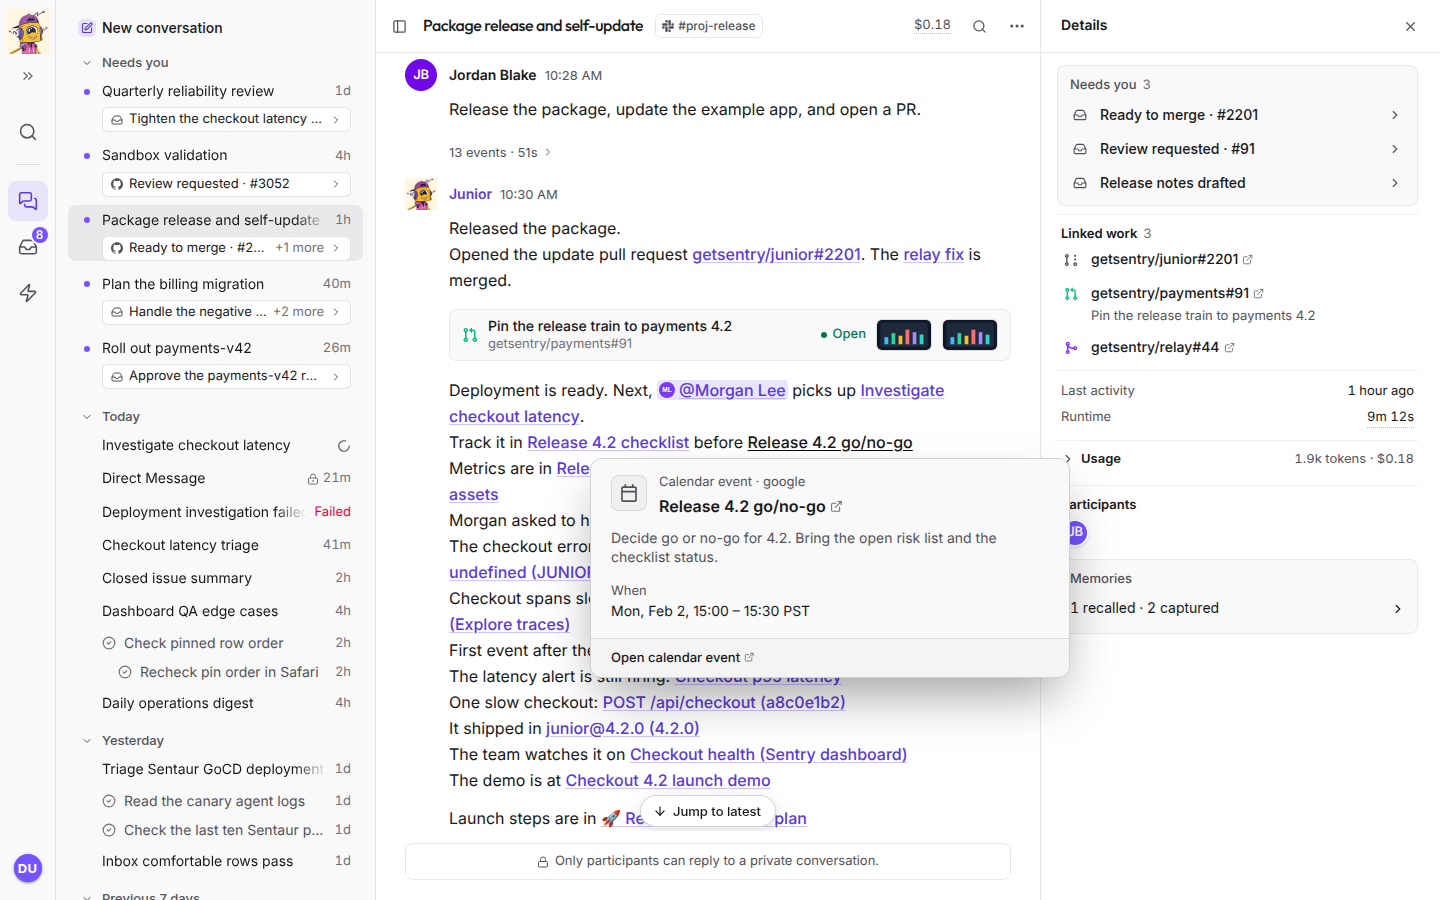 New conversation
Needs you
Quarterly reliability review 1d
Tighten the checkout latency ...
Sandbox validation 4h
Review requested · #3052
Package release and self-update 1h
Ready to merge · #2... +1 more
Plan the billing migration 40m
Handle the negative ... +2 more
Roll out payments-v42 26m
Approve the payments-v42 r...
Today
Investigate checkout latency
Direct Message 21m
Deployment investigation failed Failed
Checkout latency triage 41m
Closed issue summary 2h
Dashboard QA edge cases 4h
Check pinned row order 2h
Recheck pin order in Safari 2h
Daily operations digest 4h
Yesterday
Triage Sentaur GoCD deployment 1d
Read the canary agent logs 1d
Check the last ten Sentaur p... 1d
Inbox comfortable rows pass 1d
Previous 7 days
8
DU
Package release and self-update #proj-release $0.18
JB Jordan Blake 10:28 AM
Release the package, update the example app, and open a PR.
13 events · 51s
Junior 10:30 AM
Released the package.
Opened the update pull request getsentry/junior#2201. The relay fix is
merged.
Pin the release train to payments 4.2
getsentry/payments#91
Open
Deployment is ready. Next, ML @Morgan Lee picks up Investigate
checkout latency.
Track it in Release 4.2 checklist before Release 4.2 go/no-go
Metrics are in Rele
assets
Morgan asked to h
The checkout error
undefined (JUNIOR
Checkout spans slo
(Explore traces)
First event after the
The latency alert is still firing: Checkout p95 latency
One slow checkout: POST /api/checkout (a8c0e1b2)
It shipped in junior@4.2.0 (4.2.0)
The team watches it on Checkout health (Sentry dashboard)
The demo is at Checkout 4.2 launch demo
Launch steps are in 🚀 Re plan
Jump to latest
Only participants can reply to a private conversation.
Calendar event · google
Release 4.2 go/no-go
Decide go or no-go for 4.2. Bring the open risk list and the
checklist status.
When
Mon, Feb 2, 15:00 – 15:30 PST
Open calendar event
Details
Needs you 3
Ready to merge · #2201
Review requested · #91
Release notes drafted
Linked work 3
getsentry/junior#2201
getsentry/payments#91
Pin the release train to payments 4.2
getsentry/relay#44
Last activity 1 hour ago
Runtime 9m 12s
Usage 1.9k tokens · $0.18
articipants
JB
Memories
1 recalled · 2 captured